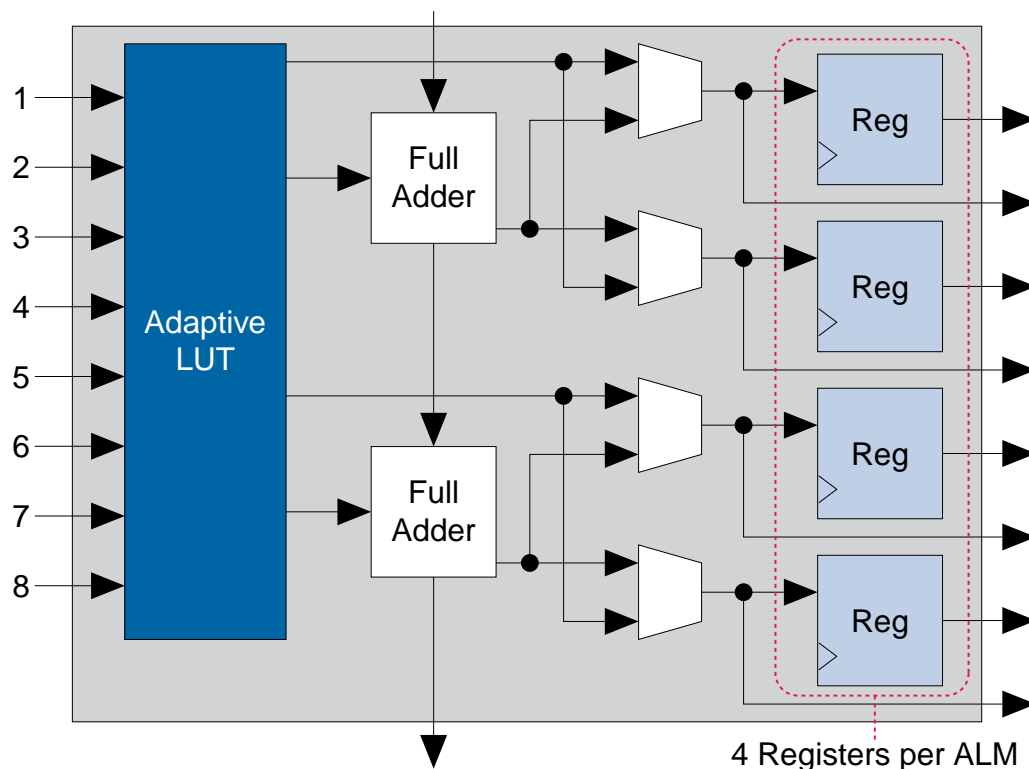 1
2
3
4
5
6
7
8
Adaptive
LUT
Full
Adder
Full
Adder
Reg
Reg
Reg
Reg
4 Registers per ALM